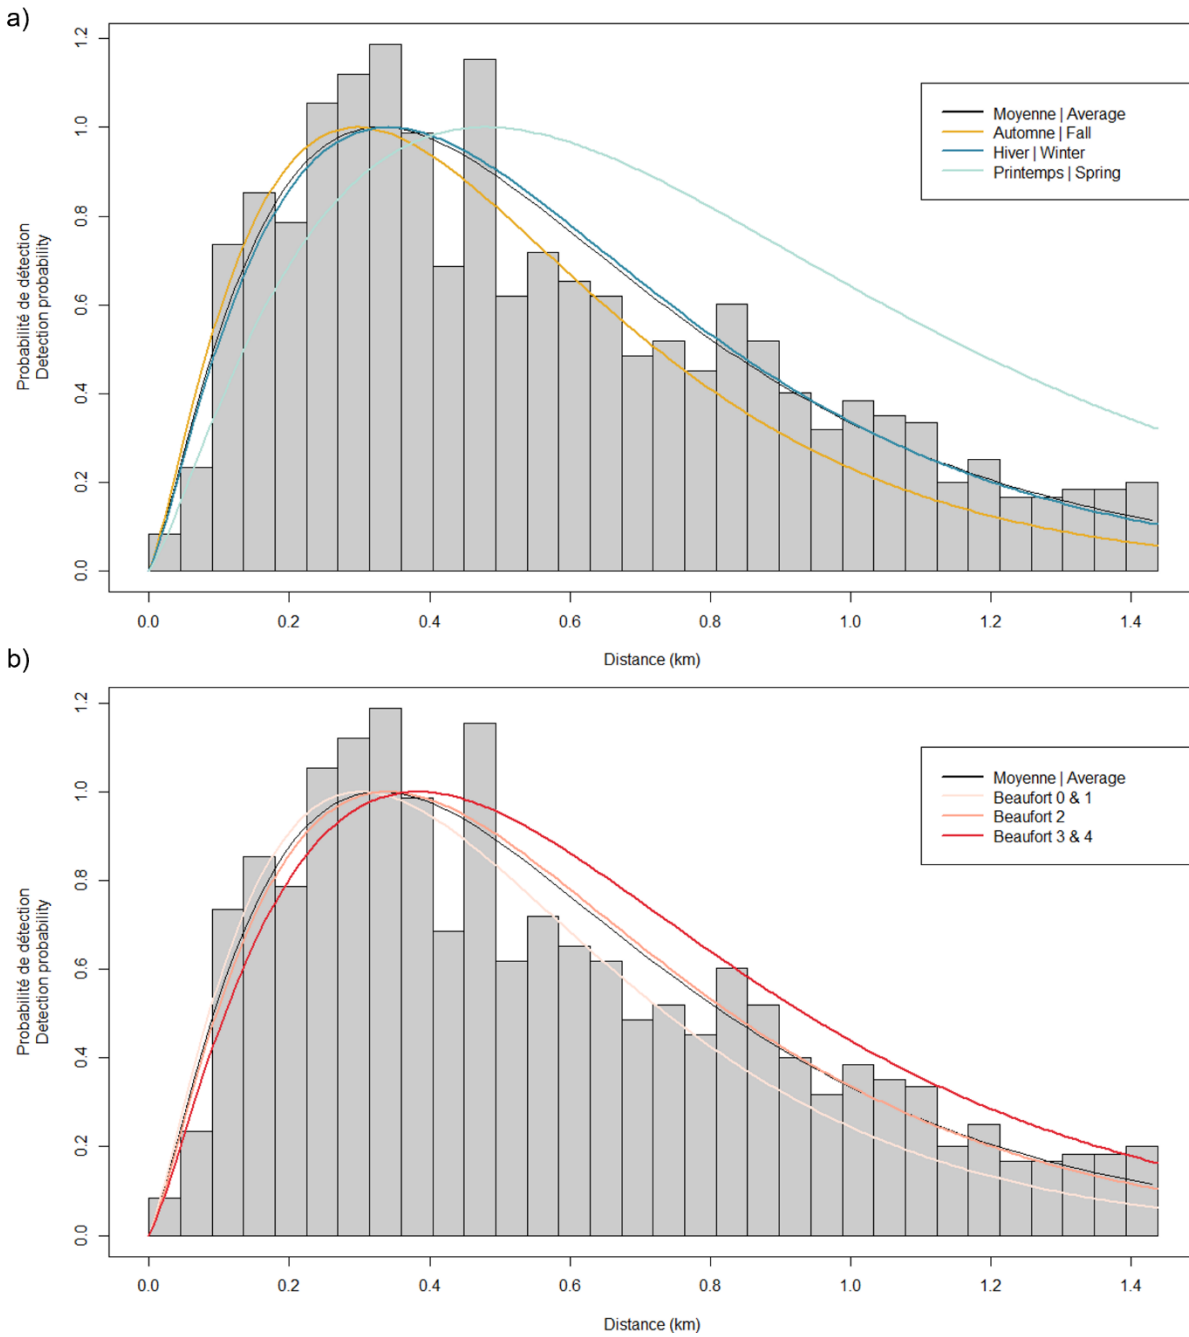 a)
Probabilité de détection
Detection probability
1.2
1.0
0.8
0.6
0.4
0.2
0.0
Moyenne | Average
Automne | Fall
Hiver | Winter
Printemps | Spring
0.0 0.2 0.4 0.6 0.8 1.0 1.2 1.4
Distance (km)
b)
Probabilité de détection
Detection probability
1.2
1.0
0.8
0.6
0.4
0.2
0.0
Moyenne | Average
Beaufort 0 & 1
Beaufort 2
Beaufort 3 & 4
0.0 0.2 0.4 0.6 0.8 1.0 1.2 1.4
Distance (km)